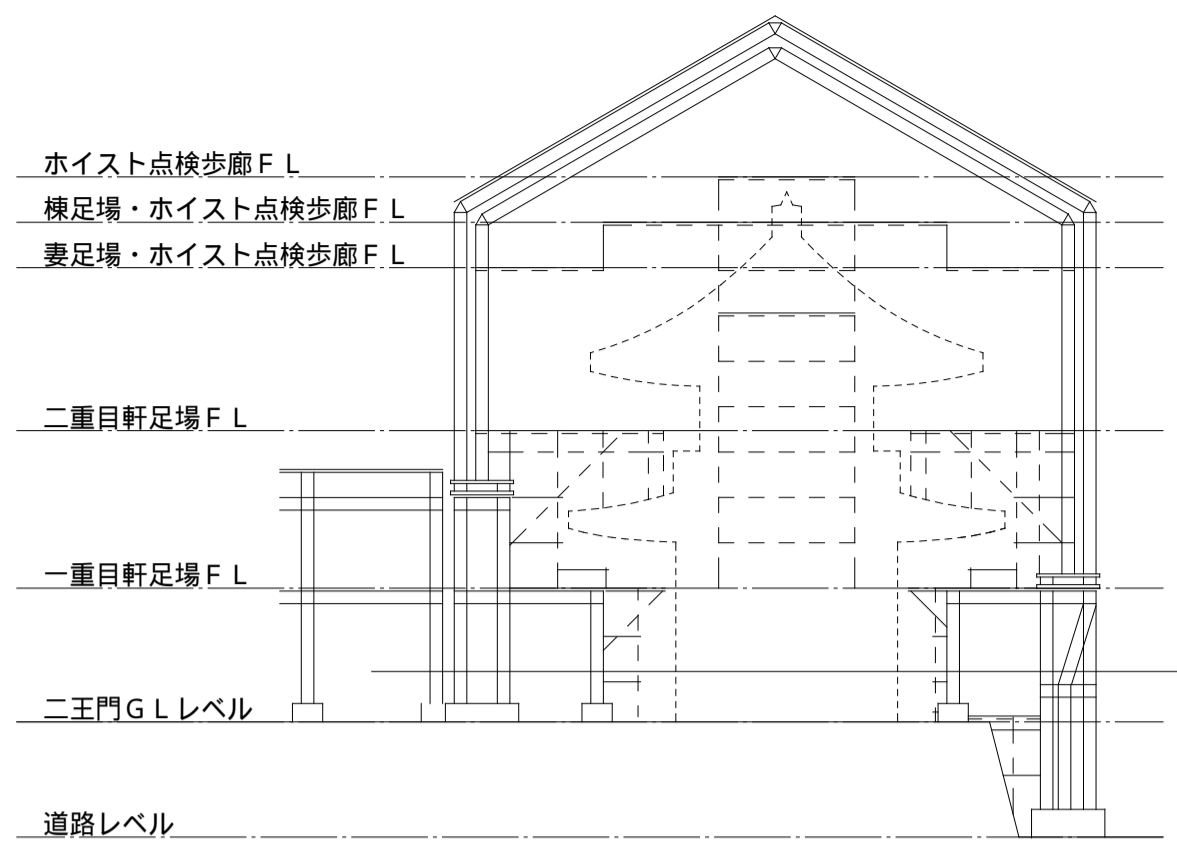 ホイスト点検歩廊ＦＬ
棟足場・ホイスト点検歩廊ＦＬ
妻足場・ホイスト点検歩廊ＦＬ
二重目軒足場ＦＬ
一重目軒足場ＦＬ
二王門ＧＬレベル
道路レベル